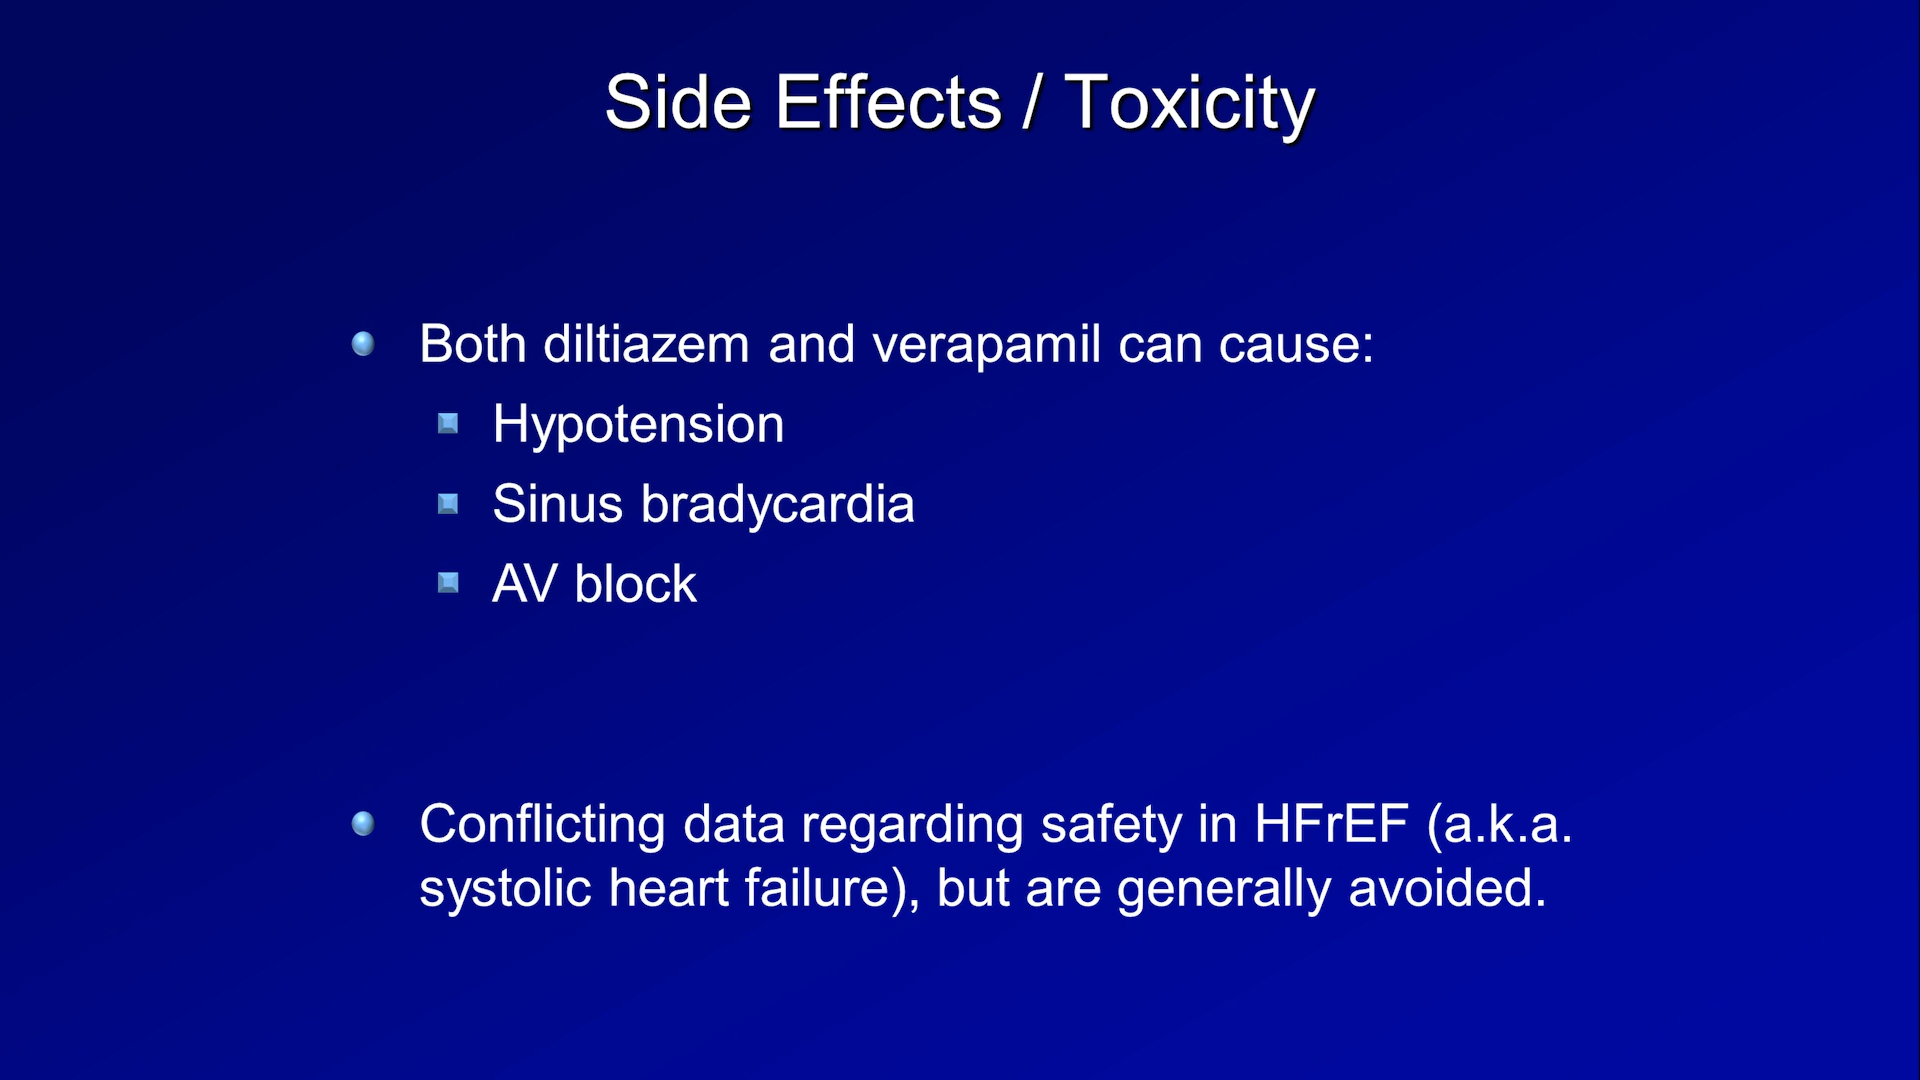 Side Effects / Toxicity
Both diltiazem and verapamil can cause:
Hypotension
Sinus bradycardia
AV block
Conflicting data regarding safety in HFrEF (a.k.a.
systolic heart failure), but are generally avoided.